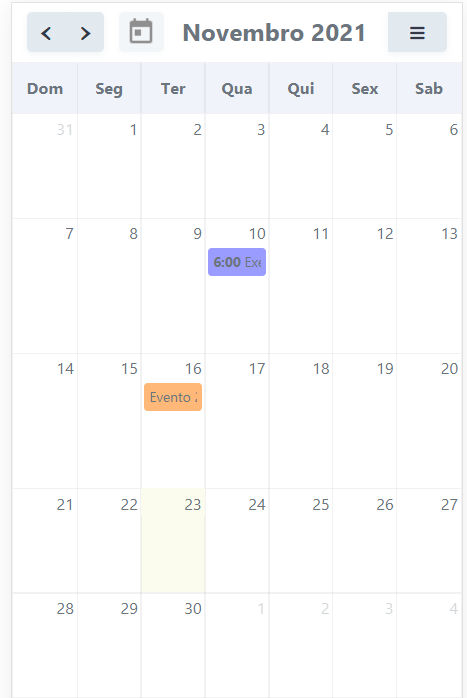 Novembro 2021
Dom Seg Ter Qua Qui Sex Sab
31 1 2 3 4 5 6
7 8 9 10 11 12 13
6:00
14 15 16 17 18 19 20
Evento
21 22 23 24 25 26 27
28 29 30 1 2 3 4